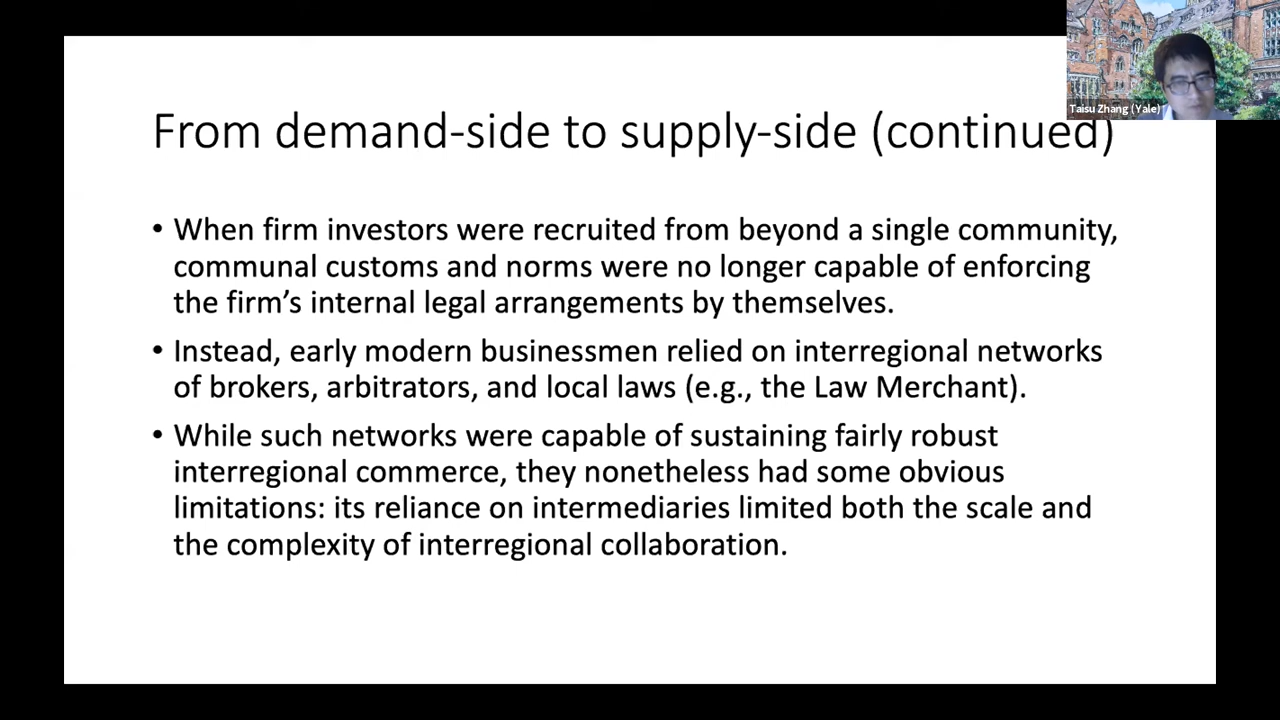 Taisu Zhang (Yale)
From demand-side to supply-side (continued)
• When firm investors were recruited from beyond a single community,
communal customs and norms were no longer capable of enforcing
the firm's internal legal arrangements by themselves.
• Instead, early modern businessmen relied on interregional networks
of brokers, arbitrators, and local laws (e.g., the Law Merchant).
• While such networks were capable of sustaining fairly robust
interregional commerce, they nonetheless had some obvious
limitations: its reliance on intermediaries limited both the scale and
the complexity of interregional collaboration.